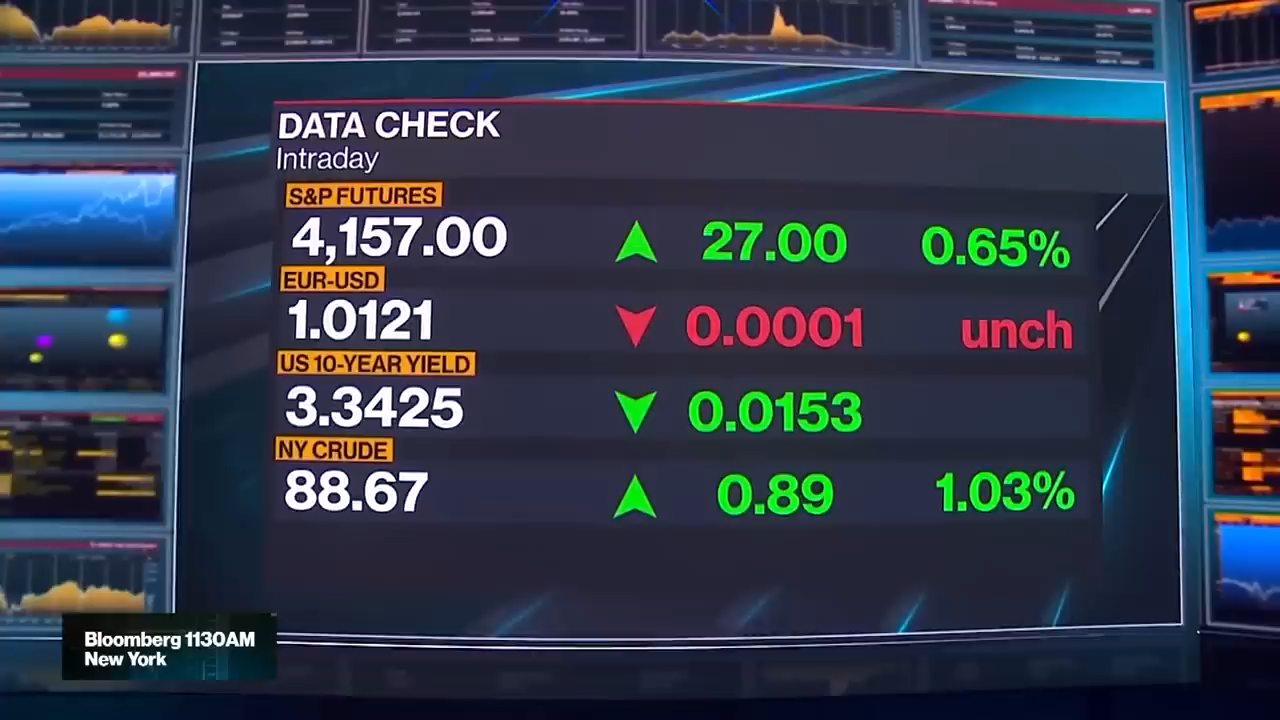 DATA CHECK
Intraday
S&P FUTURES
4,157.00 ▲ 27.00 0.65%
EUR-USD
1.0121 ▼ 0.0001 unch
US 10-YEAR YIELD
3.3425 ▼ 0.0153
NY CRUDE
88.67 ▲ 0.89 1.03%
Bloomberg 1130AM
New York